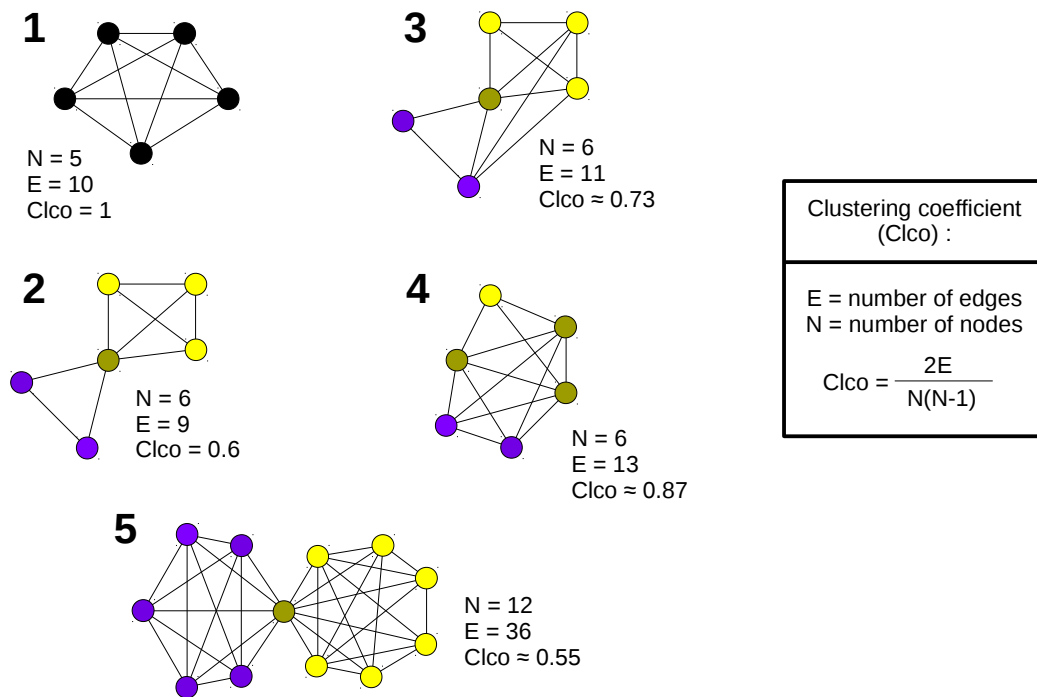 1
N = 5
E = 10
Clco = 1
2
N = 6
E = 9
Clco = 0.6
3
N = 6
E = 11
Clco ≈ 0.73
4
N = 6
E = 13
Clco ≈ 0.87
5
N = 12
E = 36
Clco ≈ 0.55
Clustering coefficient
(Clco) :
E = number of edges
N = number of nodes
Clco = 2E
N(N-1)